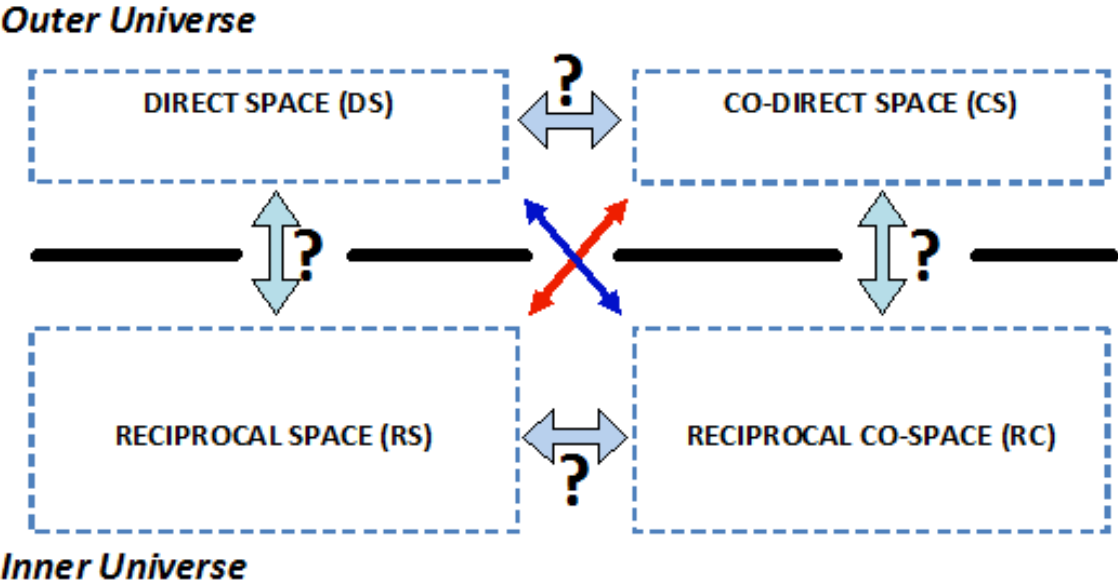 Outer Universe
?
DIRECT SPACE (DS)
CO-DIRECT SPACE (CS)
?
?
RECIPROCAL SPACE (RS)
RECIPROCAL CO-SPACE (RC)
?
Inner Universe